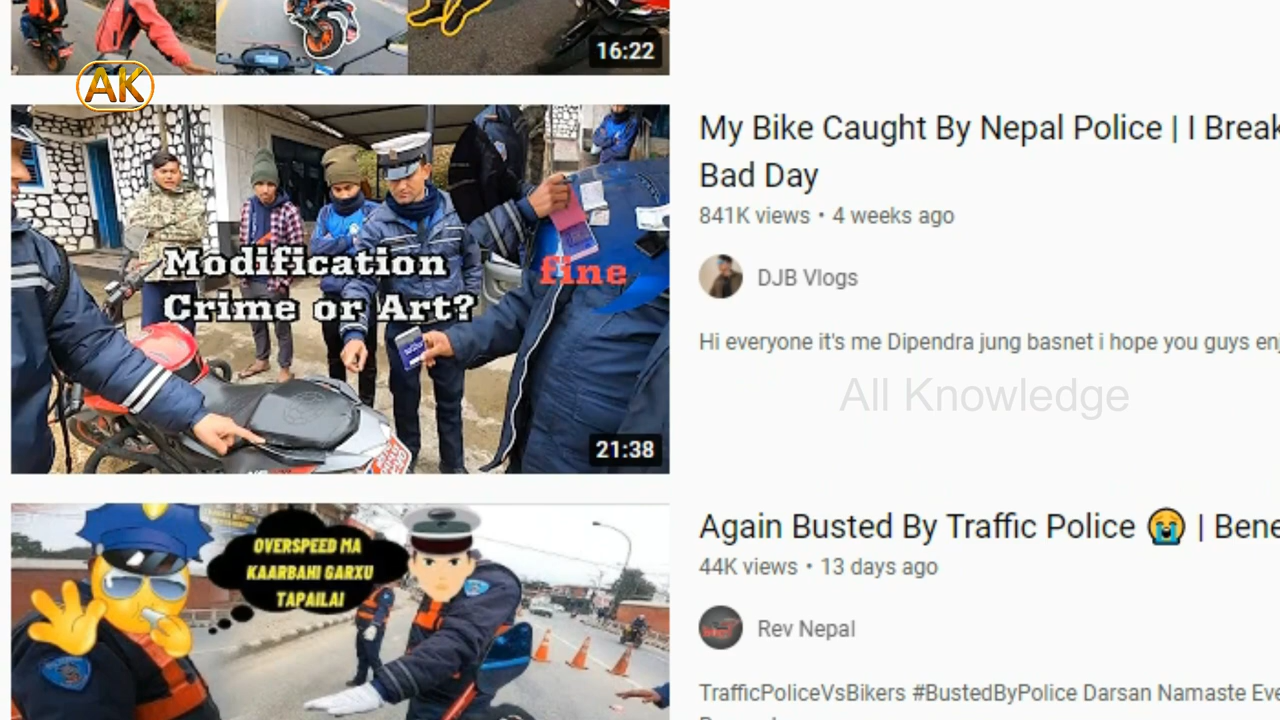 16:22
AK
My Bike Caught By Nepal Police | I Break
Bad Day
841K views • 4 weeks ago
DJB Vlogs
Hi everyone it's me Dipendra jung basnet i hope you guys enj
All Knowledge
Modification
Crime or Art?
fine
21:38
Again Busted By Traffic Police 😭 | Bene
44K views • 13 days ago
Rev Nepal
TrafficPoliceVsBikers #BustedByPolice Darsan Namaste Eve
OVERSPEED MA
KAARBAHI GARXU
TAPAILAI